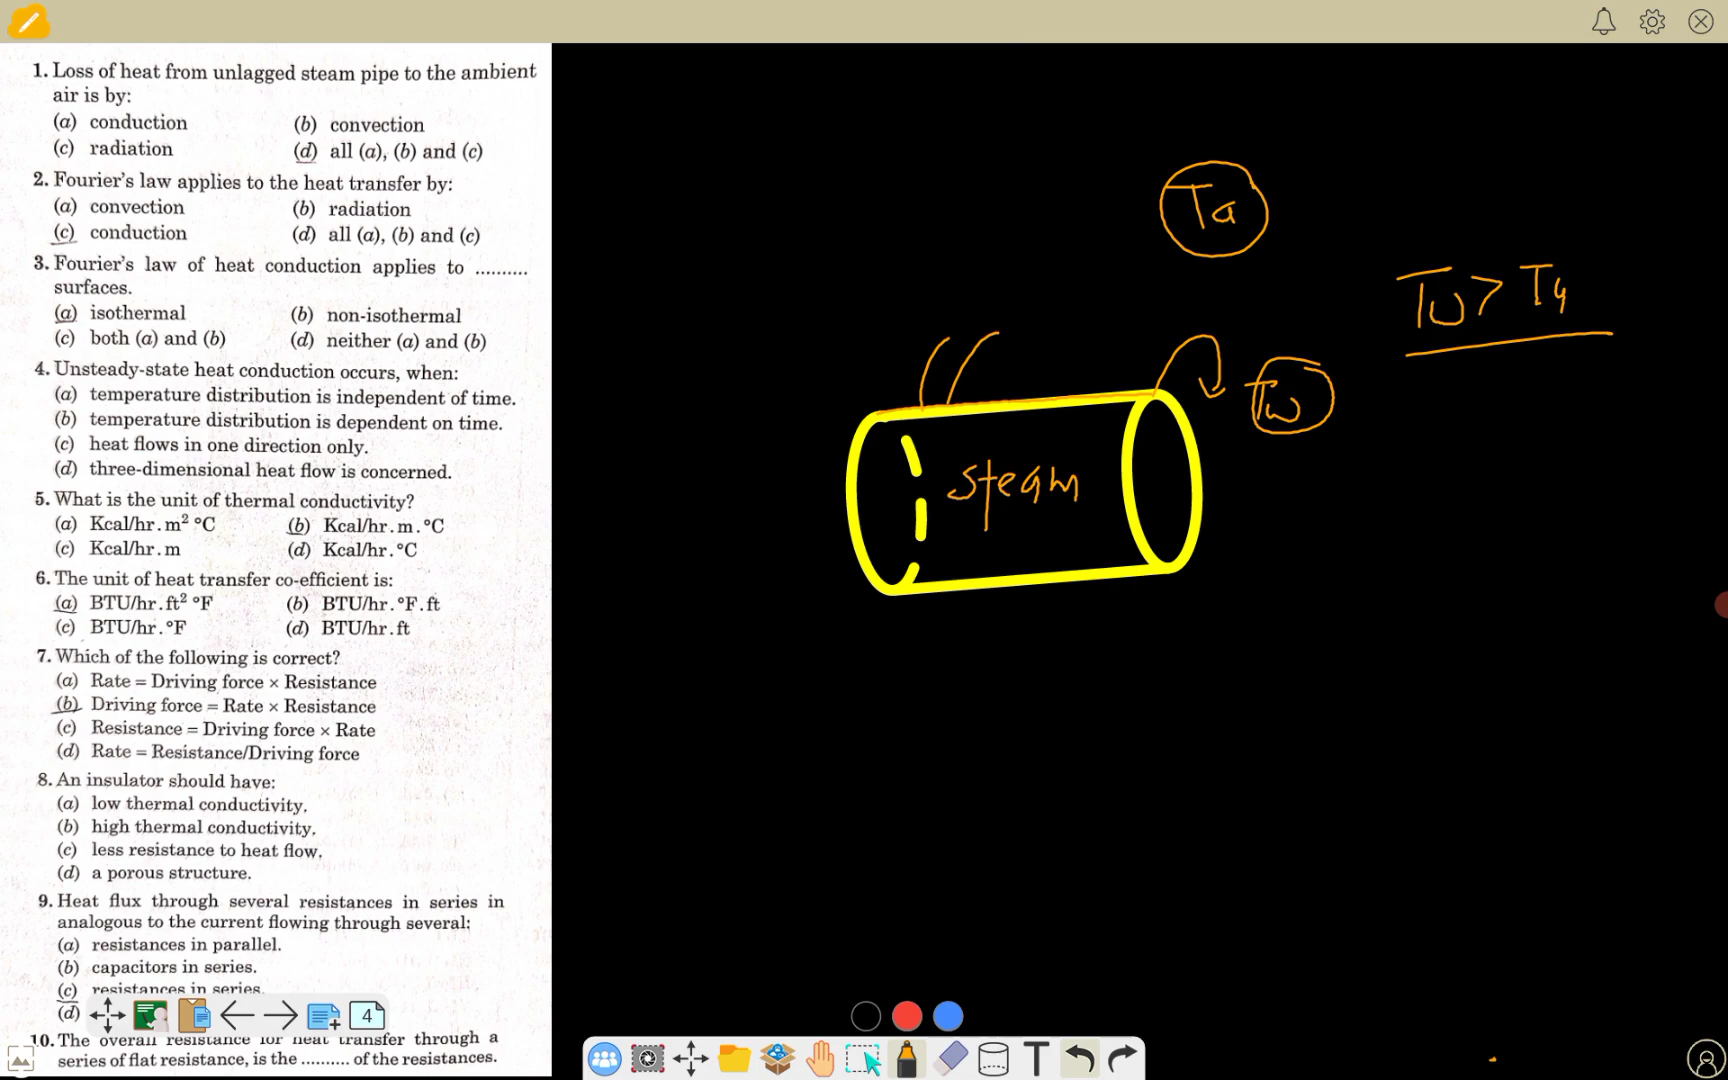 1. Loss of heat from unlagged steam pipe to the ambient
air is by:
(a) conduction (b) convection
(c) radiation (d) all (a), (b) and (c)
2. Fourier's law applies to the heat transfer by:
(a) convection (b) radiation
(c) conduction (d) all (a), (b) and (c)
3. Fourier's law of heat conduction applies to ..........
surfaces.
(a) isothermal (b) non-isothermal
(c) both (a) and (b) (d) neither (a) and (b)
4. Unsteady-state heat conduction occurs, when:
(a) temperature distribution is independent of time.
(b) temperature distribution is dependent on time.
(c) heat flows in one direction only.
(d) three-dimensional heat flow is concerned.
5. What is the unit of thermal conductivity?
(a) Kcal/hr.m² °C (b) Kcal/hr.m.°C
(c) Kcal/hr.m (d) Kcal/hr.°C
6. The unit of heat transfer co-efficient is:
(a) BTU/hr.ft² °F (b) BTU/hr.°F.ft
(c) BTU/hr.°F (d) BTU/hr.ft
7. Which of the following is correct?
(a) Rate = Driving force × Resistance
(b) Driving force = Rate × Resistance
(c) Resistance = Driving force × Rate
(d) Rate = Resistance/Driving force
8. An insulator should have:
(a) low thermal conductivity.
(b) high thermal conductivity.
(c) less resistance to heat flow.
(d) a porous structure.
9. Heat flux through several resistances in series in
analogous to the current flowing through several:
(a) resistances in parallel.
(b) capacitors in series.
(c) resistances in series.
(d)
10. The overall resistance for heat transfer through a
series of flat resistance, is the .......... of the resistances.
4
Ta
Tw > Ta
Tw
steam
T